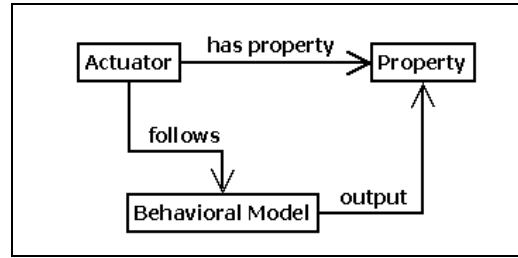 has property
Actuator
Property
follows
output
Behavioral Model